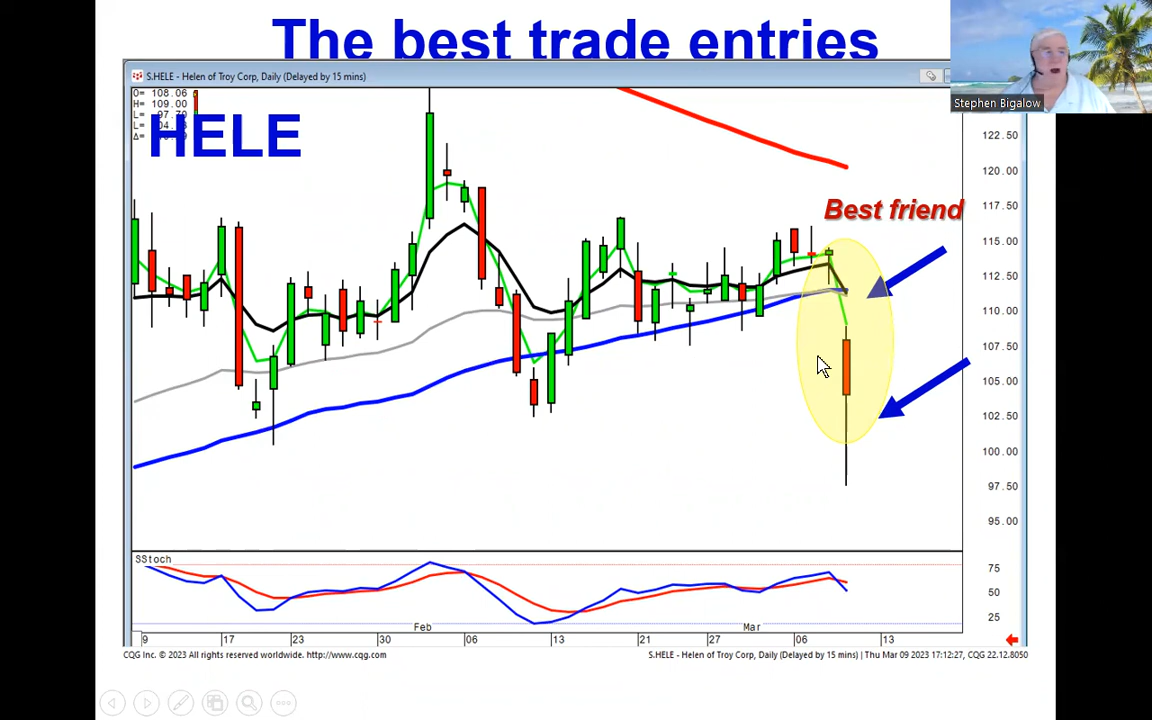 The best trade entries
Stephen Bigalow
S.HELE - Helen of Troy Corp, Daily (Delayed by 15 mins)
O= 108.06
H= 109.00
L= 97.70
L=
Δ=
HELE
122.50
120.00
Best friend
117.50
115.00
112.50
110.00
107.50
105.00
102.50
100.00
97.50
95.00
SStoch
75
50
25
Feb
Mar
9
17
23
30
06
13
21
27
06
13
CQG Inc. © 2023 All rights reserved worldwide. http://www.cqg.com
S.HELE - Helen of Troy Corp, Daily (Delayed by 15 mins) | Thu Mar 09 2023 17:12:27, CQG 22.12.8050